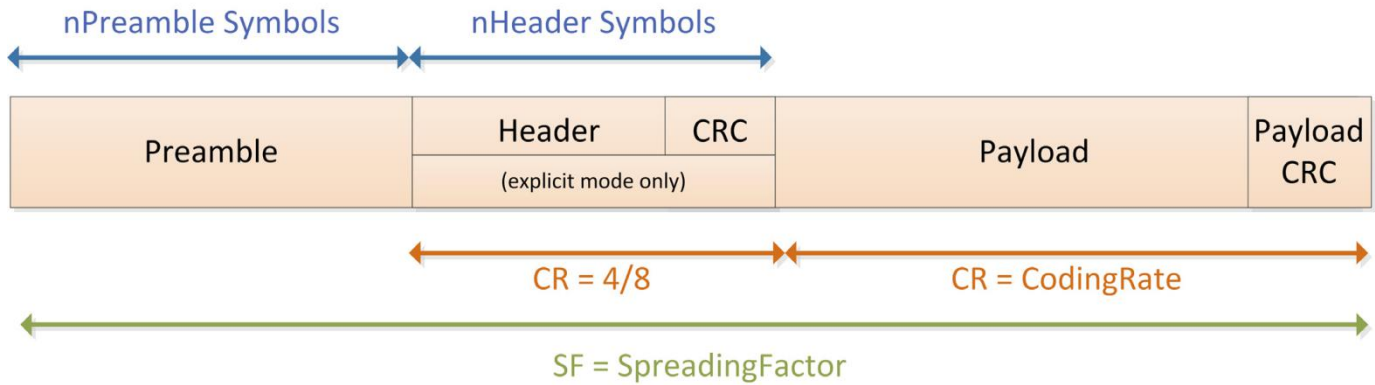 nPreamble Symbols
nHeader Symbols
Preamble
Header
CRC
(explicit mode only)
Payload
Payload
CRC
CR = 4/8
CR = CodingRate
SF = SpreadingFactor